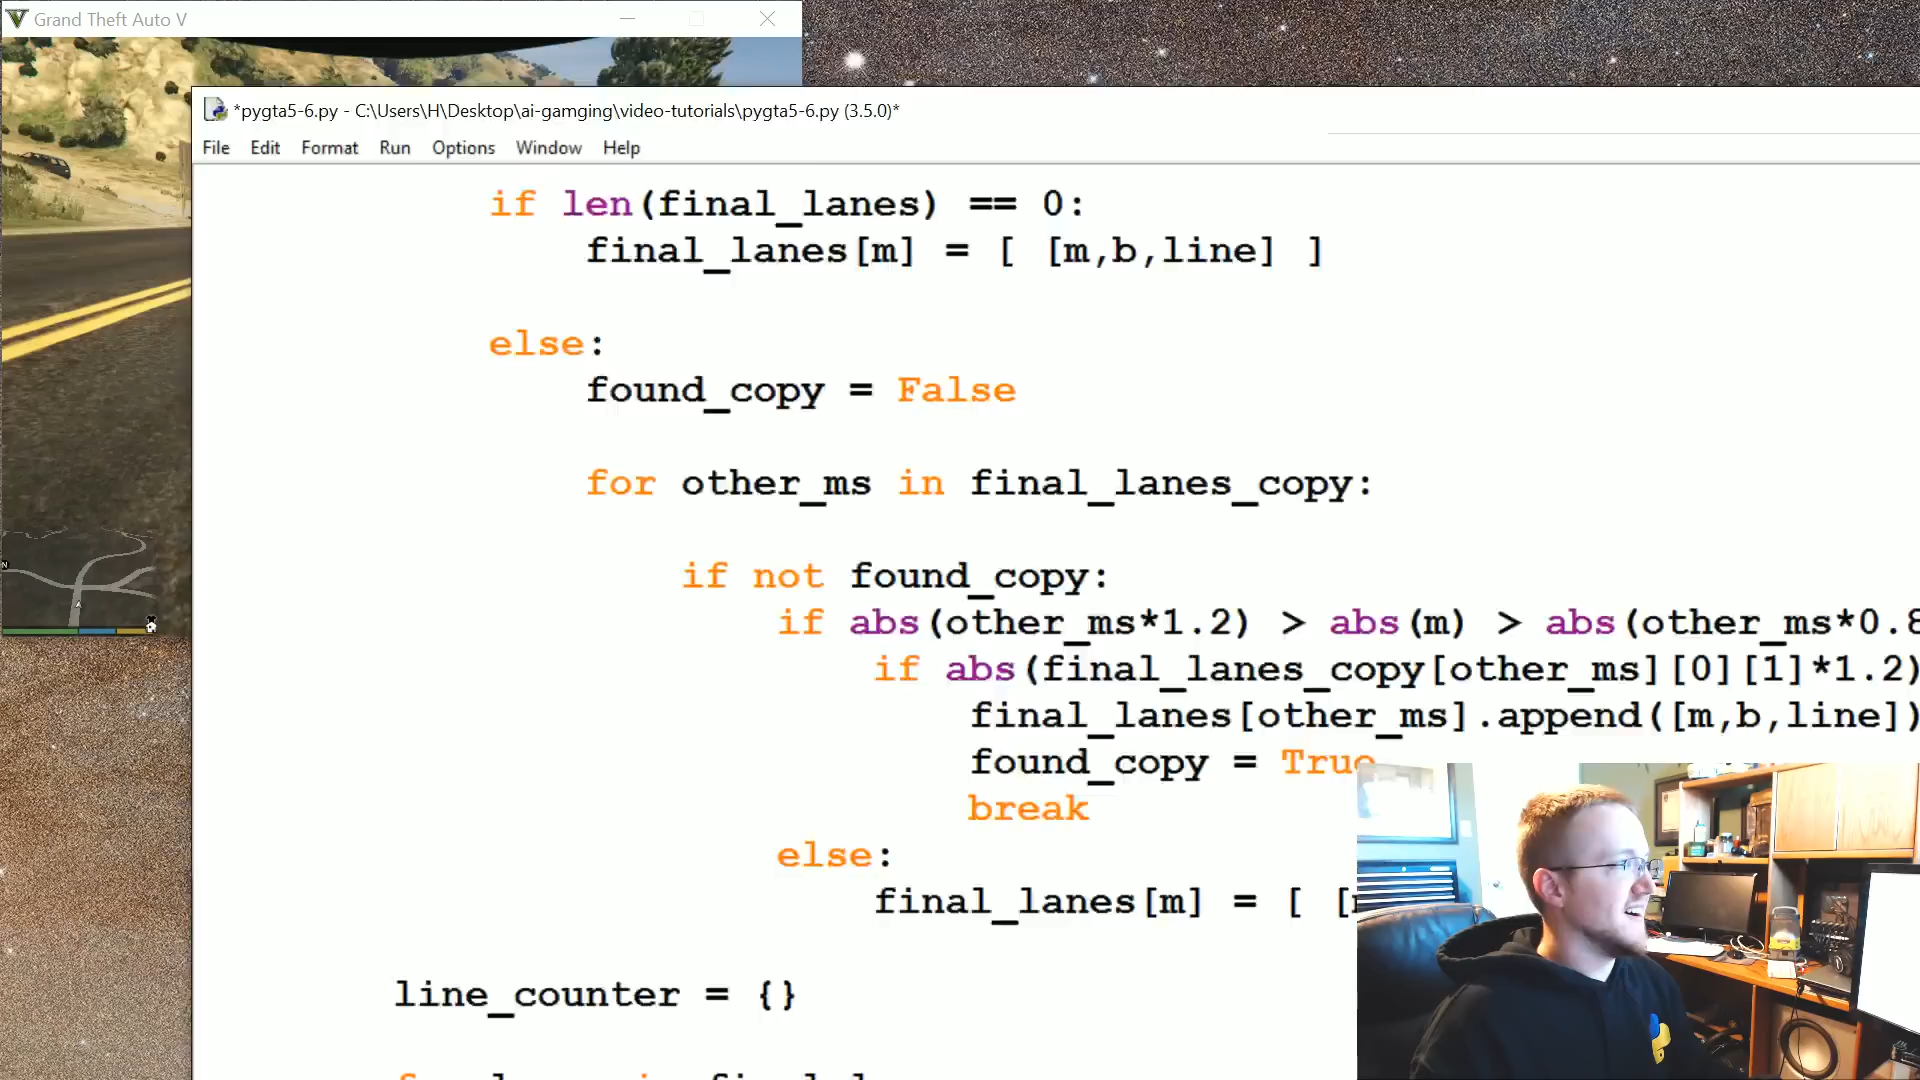 Grand Theft Auto V
*pygta5-6.py - C:\Users\H\Desktop\ai-gamging\video-tutorials\pygta5-6.py (3.5.0)*
File Edit Format Run Options Window Help
if len(final_lanes) == 0:
final_lanes[m] = [ [m,b,line] ]
else:
found_copy = False
for other_ms in final_lanes_copy:
if not found_copy:
if abs(other_ms*1.2) > abs(m) > abs(other_ms*0.8
if abs(final_lanes_copy[other_ms][0][1]*1.2)
final_lanes[other_ms].append([m,b,line])
found_copy = True
break
else:
final_lanes[m] = [ [
line_counter = {}